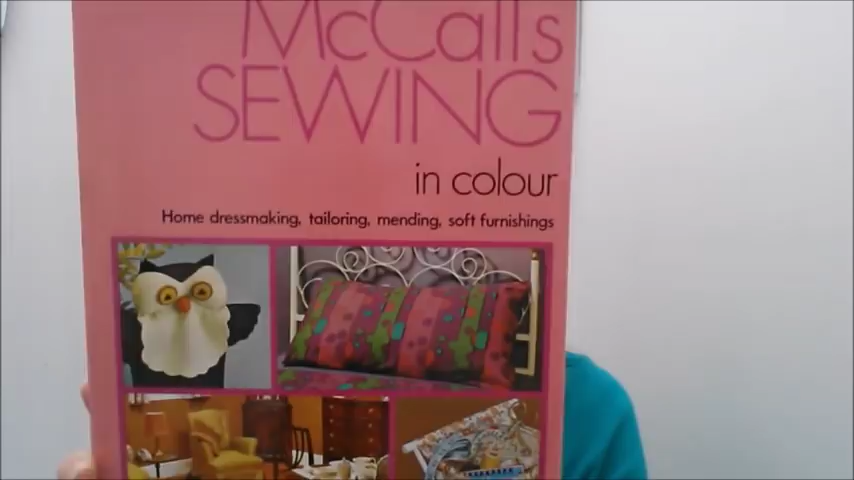 McCall's
SEWING
in colour
Home dressmaking, tailoring, mending, soft furnishings